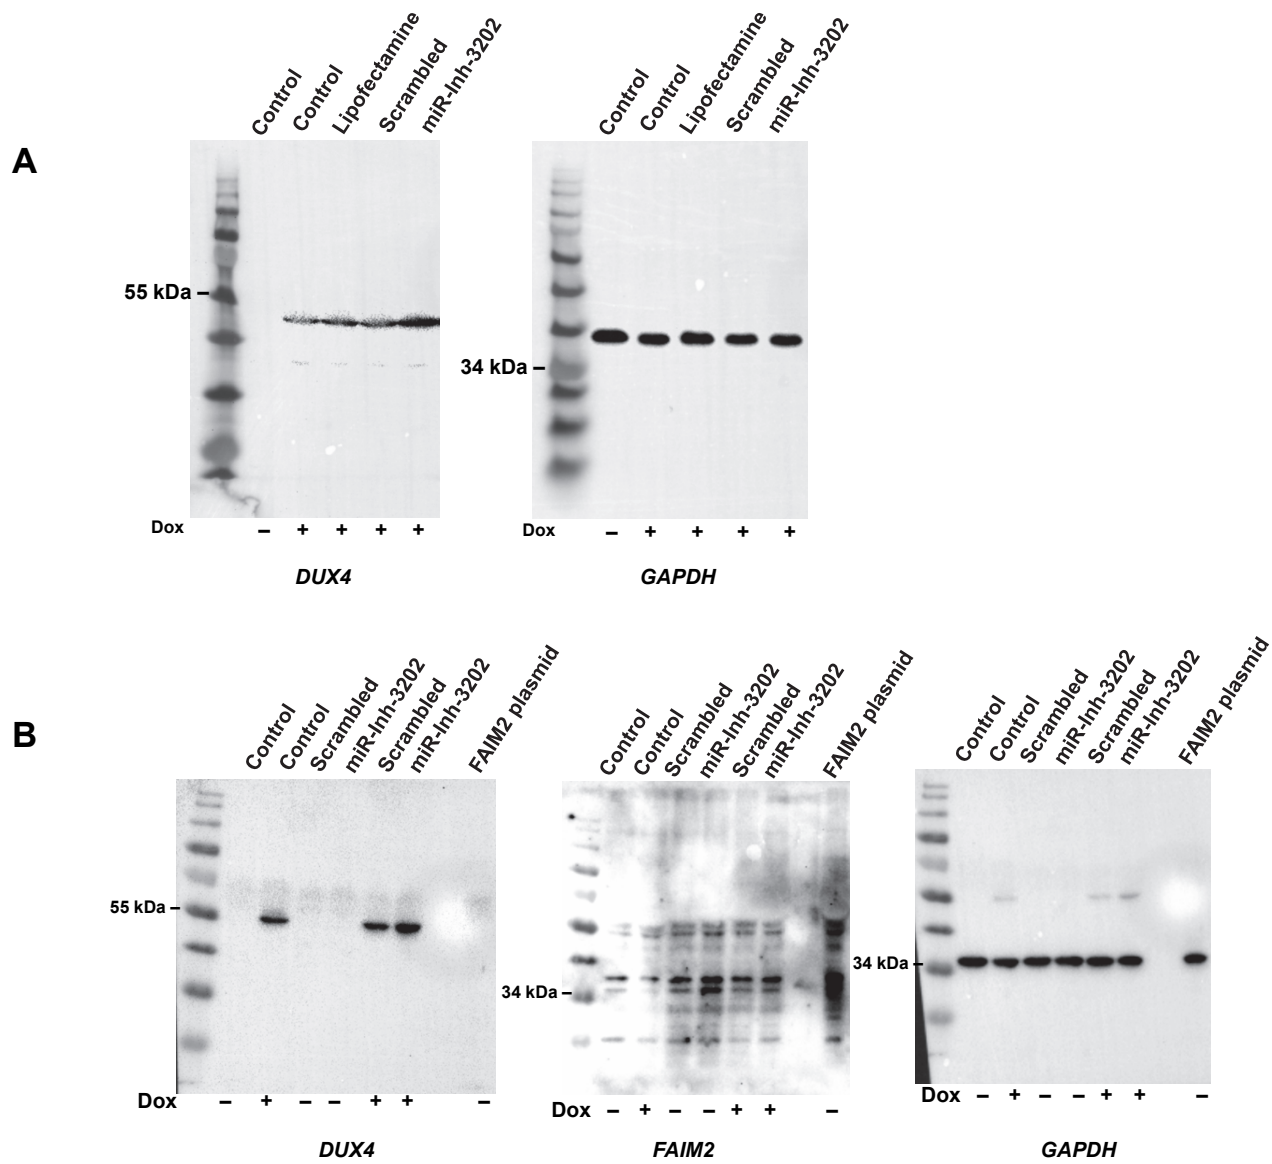 A
Control
Control
Lipofectamine
Scrambled
miR-Inh-3202
Control
Control
Lipofectamine
Scrambled
miR-Inh-3202
55 kDa
34 kDa
Dox – + + + +
Dox – + + + +
DUX4
GAPDH
B
Control
Control
Scrambled
miR-Inh-3202
Scrambled
miR-Inh-3202
FAIM2 plasmid
Control
Control
Scrambled
miR-Inh-3202
Scrambled
miR-Inh-3202
FAIM2 plasmid
Control
Control
Scrambled
miR-Inh-3202
Scrambled
miR-Inh-3202
FAIM2 plasmid
55 kDa
34 kDa
34 kDa
Dox – + – – + + –
Dox – + – – + + –
Dox – + – – + + –
DUX4
FAIM2
GAPDH